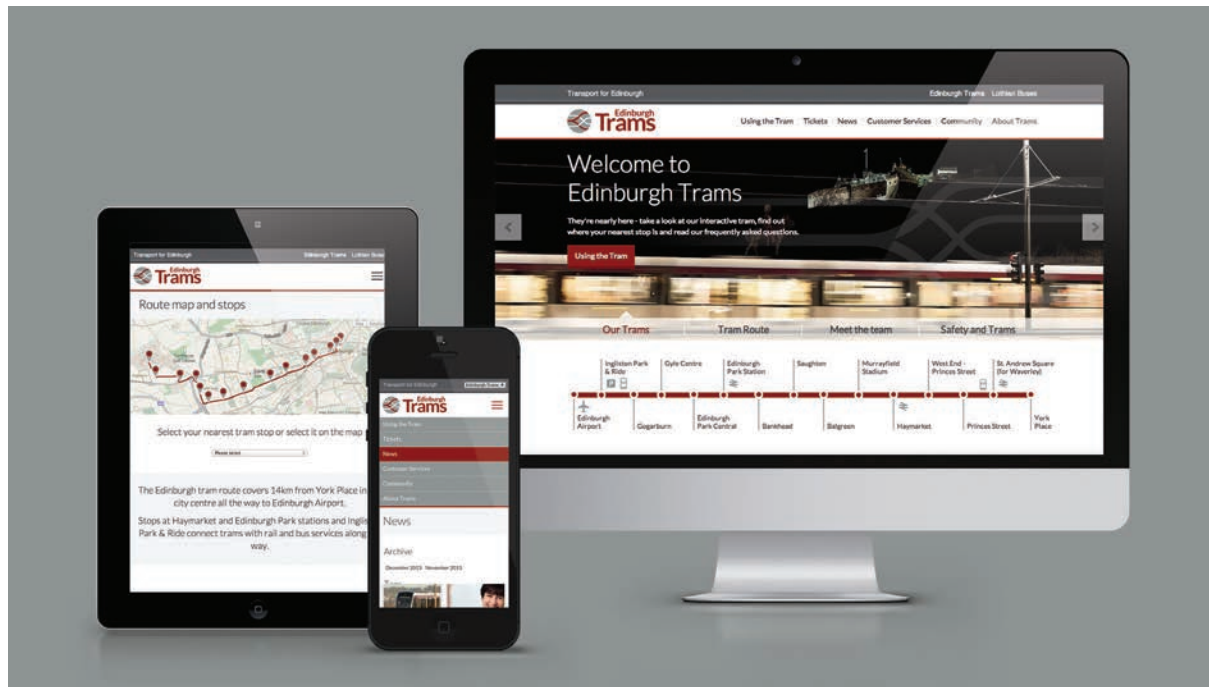 Transport for Edinburgh
Edinburgh Trams Lothian Buses
Edinburgh
Trams
Using the Tram Tickets News Customer Services Community About Trams
Welcome to
Edinburgh Trams
They're nearly here - take a look at our interactive tram, find out
where your nearest stop is and read our frequently asked questions.
Using the Tram
Our Trams Tram Route Meet the team Safety and Trams
Ingliston Park
& Ride
Gyle Centre
Edinburgh
Park Station
Saughton
Murrayfield
Stadium
West End -
Princes Street
St. Andrew Square
(for Waverley)
Edinburgh
Airport
Gogarburn
Edinburgh
Park Central
Bankhead
Balgreen
Haymarket
Princes Street
York
Place
Transport for Edinburgh
Edinburgh Trams Lothian Buses
Edinburgh
Trams
Route map and stops
Select your nearest tram stop or select it on the map
Please select
The Edinburgh tram route covers 14km from York Place in
city centre all the way to Edinburgh Airport.
Stops at Haymarket and Edinburgh Park stations and Inglis
Park & Ride connect trams with rail and bus services along
way.
Transport for Edinburgh
Edinburgh Trams
Edinburgh
Trams
Using the Tram
Tickets
News
Customer Services
Community
About Trams
News
Archive
December 2013 November 2013